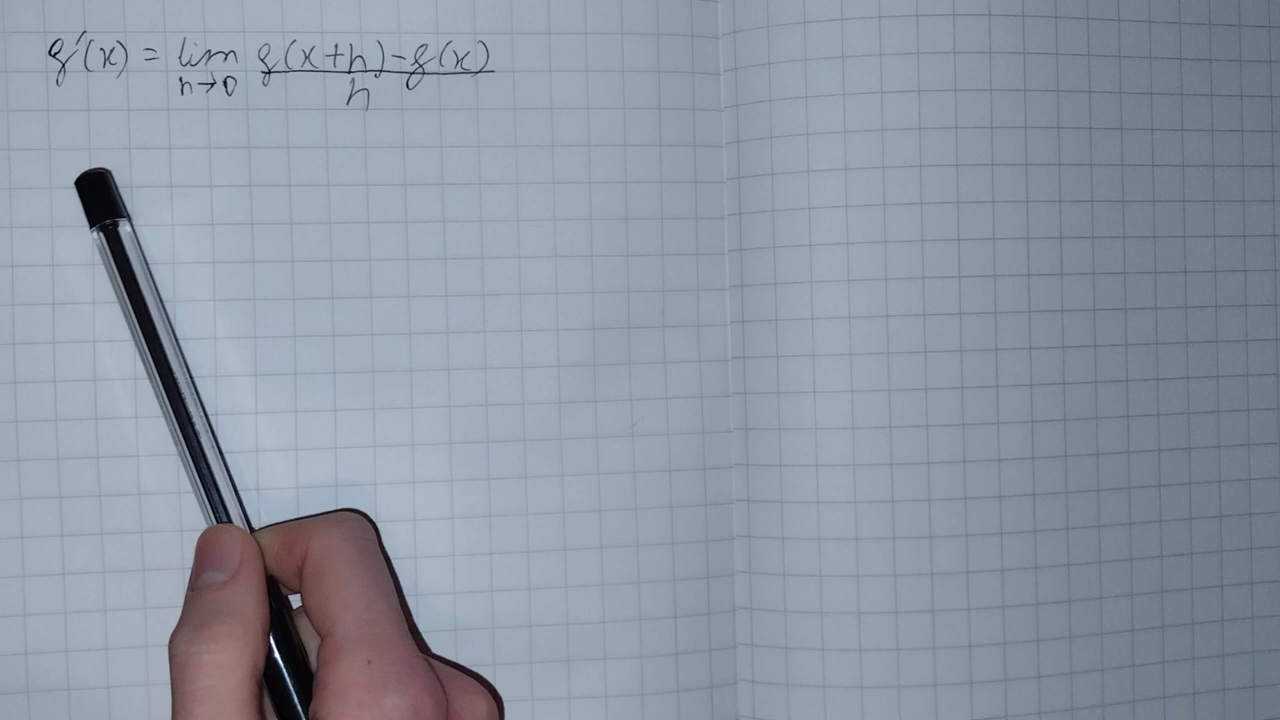 f'(x) = lim h→0 f(x+h)-f(x) / h